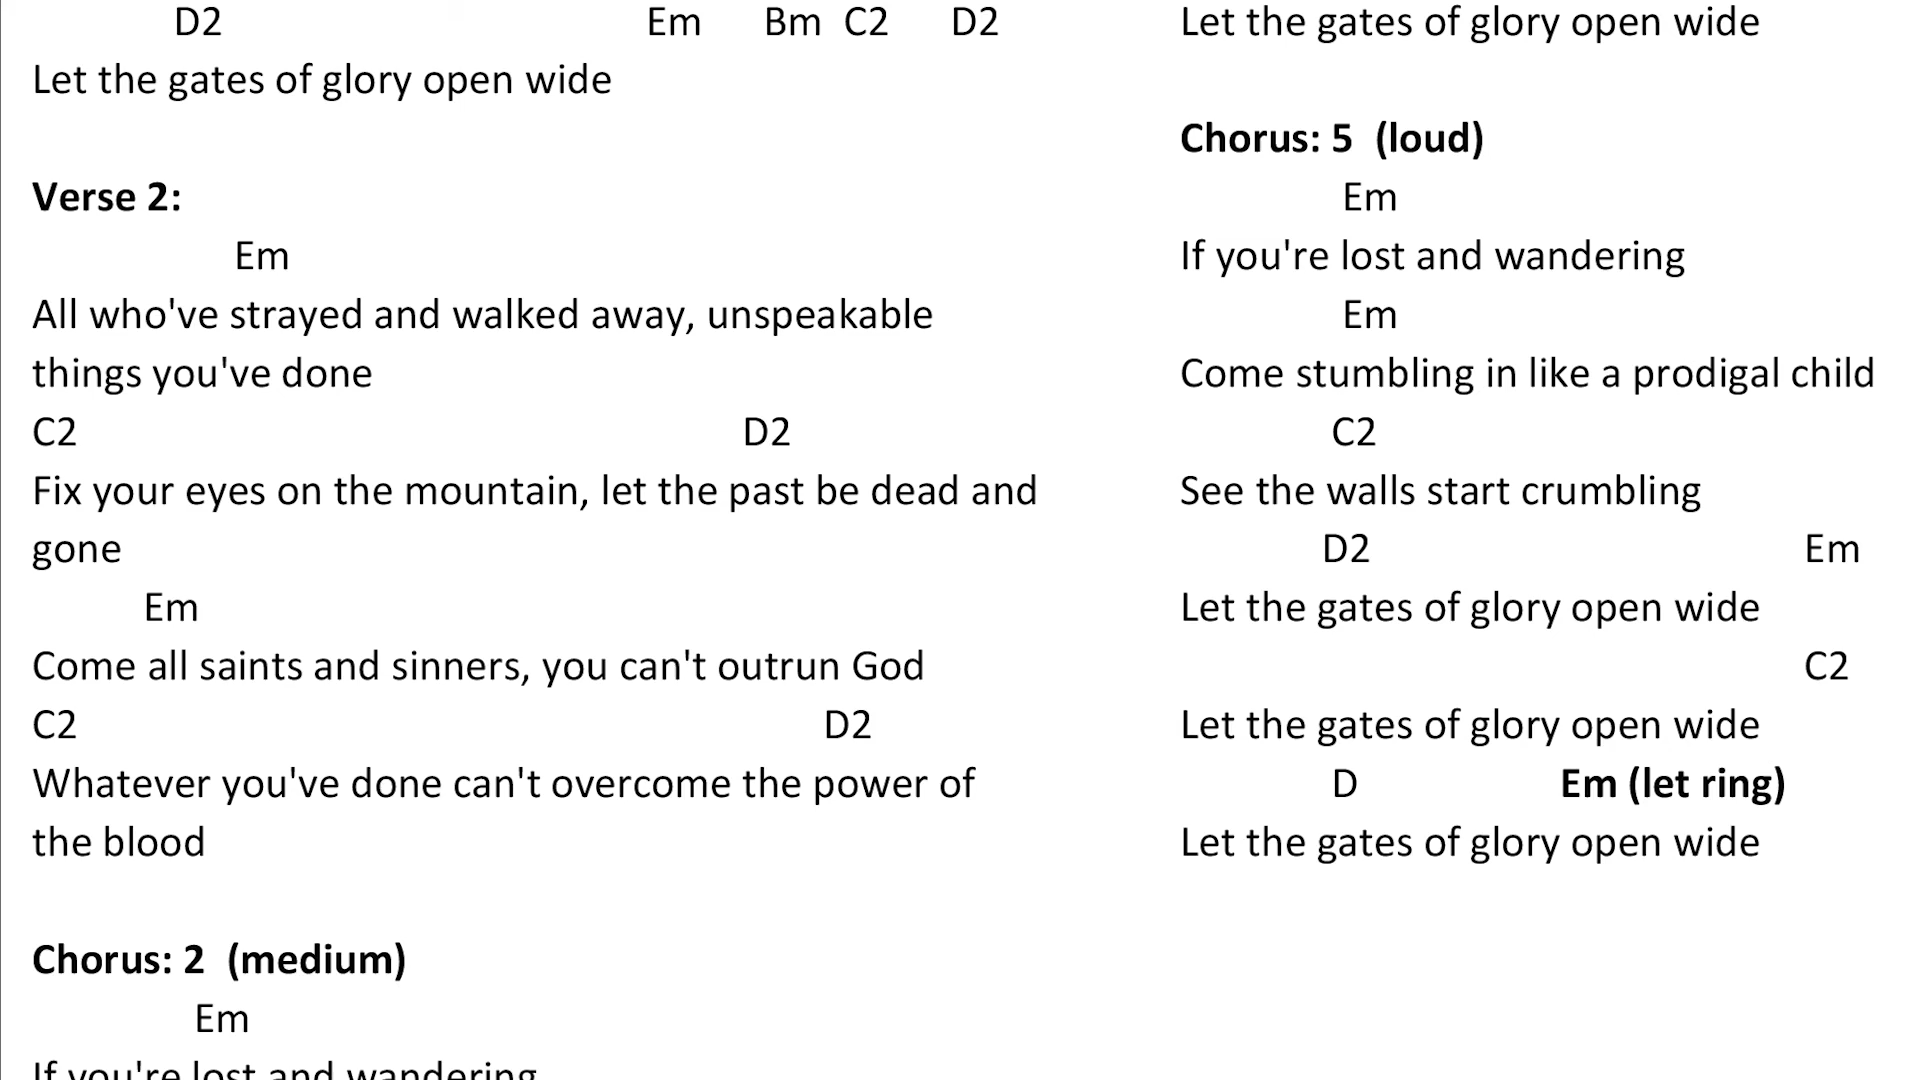 D2 Em Bm C2 D2
Let the gates of glory open wide
Verse 2:
Em
All who've strayed and walked away, unspeakable
things you've done
C2 D2
Fix your eyes on the mountain, let the past be dead and
gone
Em
Come all saints and sinners, you can't outrun God
C2 D2
Whatever you've done can't overcome the power of
the blood
Chorus: 2 (medium)
Em
If you're lost and wandering
Let the gates of glory open wide
Chorus: 5 (loud)
Em
If you're lost and wandering
Em
Come stumbling in like a prodigal child
C2
See the walls start crumbling
D2 Em
Let the gates of glory open wide
C2
Let the gates of glory open wide
D Em (let ring)
Let the gates of glory open wide